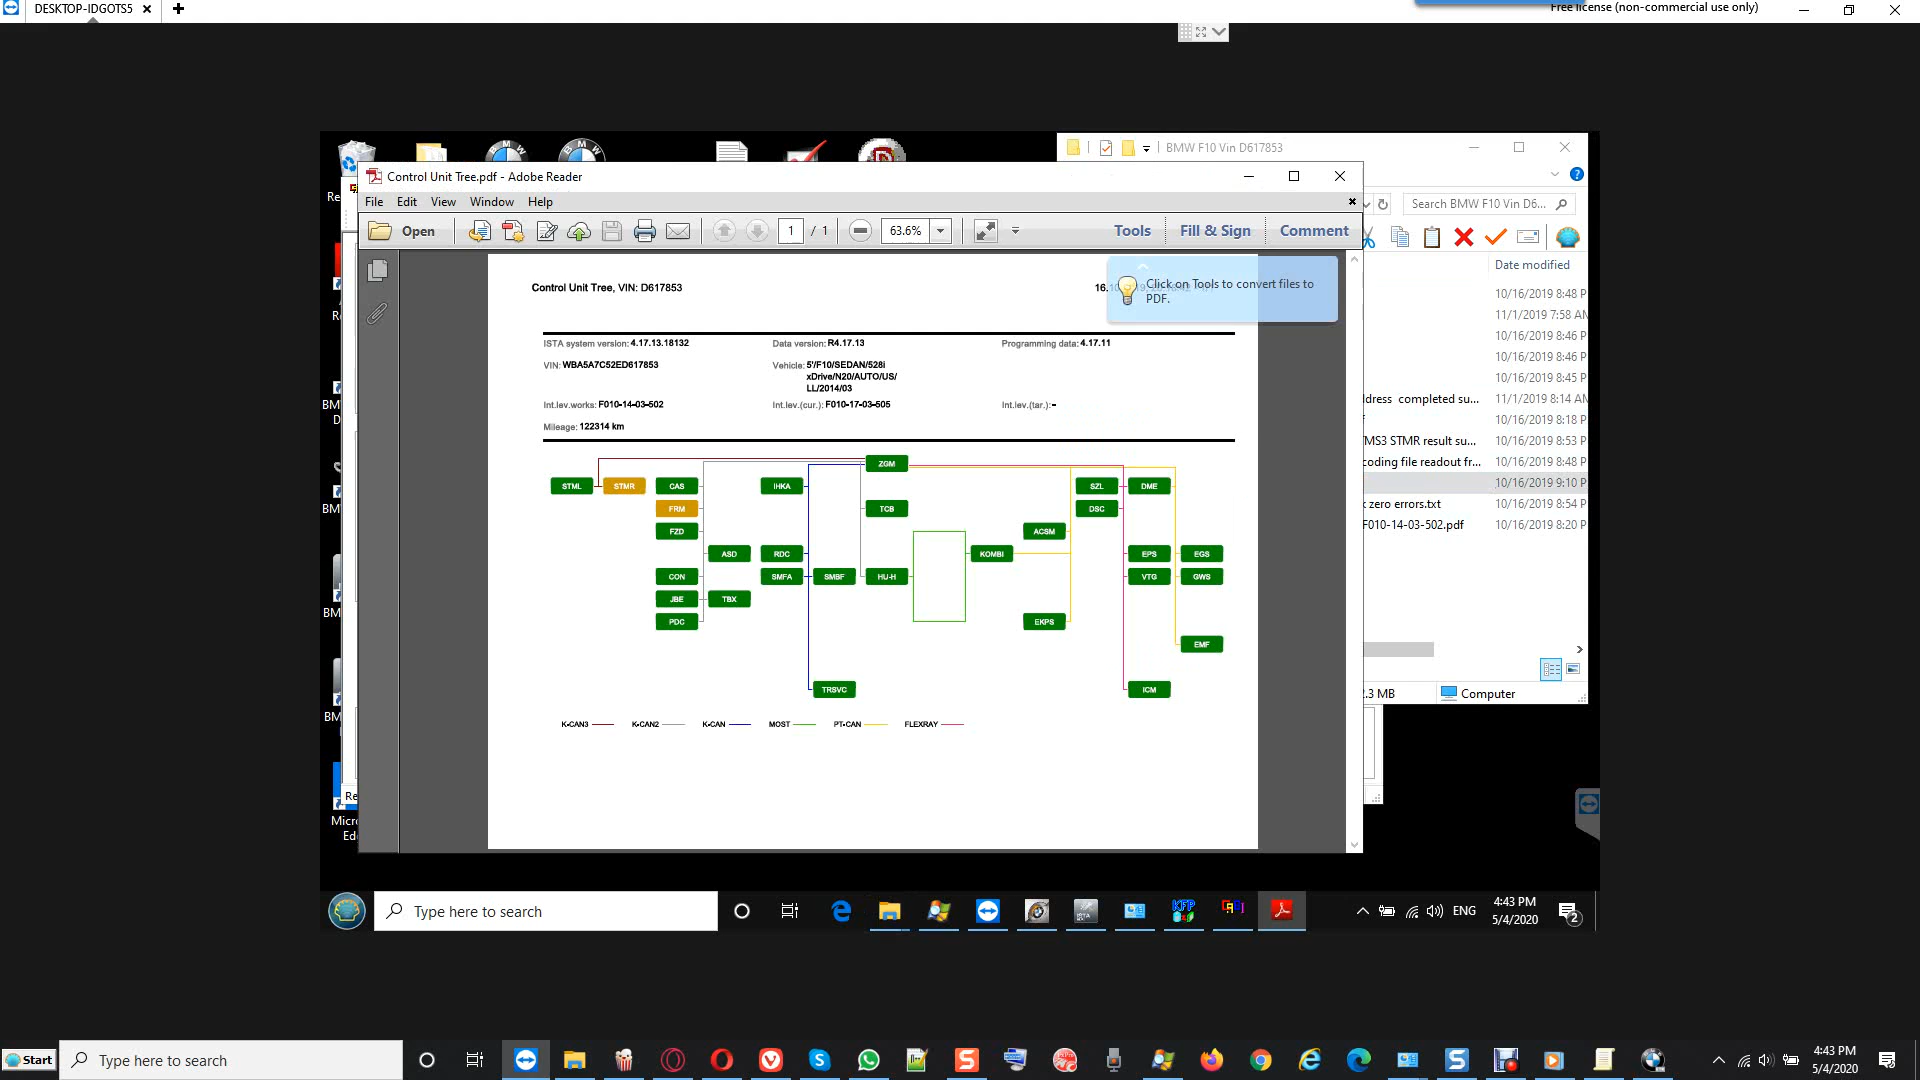 DESKTOP-IDGOTS5
Free license (non-commercial use only)
BMW F10 Vin D617853
Control Unit Tree.pdf - Adobe Reader
File Edit View Window Help
Search BMW F10 Vin D6...
Open
1 / 1
63.6%
Tools
Fill & Sign
Comment
Date modified
Click on Tools to convert files to
PDF.
Control Unit Tree, VIN: D617853
ISTA system version: 4.17.13.18132
Data version: R4.17.13
Programming data: 4.17.11
VIN: WBA5A7C52ED617853
Vehicle: 5'/F10/SEDAN/528i
xDrive/N20/AUTO/US/
LL/2014/03
Int.lev.works: F010-14-03-502
Int.lev.(cur.): F010-17-03-505
Int.lev.(tar.): -
Mileage: 122314 km
ZGM
STML STMR CAS IHKA SZL DME
FRM TCB DSC
FZD ACSM
ASD RDC KOMBI EPS EGS
CON SMFA SMBF HU-H VTG GWS
JBE TBX
PDC EKPS
EMF
TRSVC ICM
K-CAN3 K-CAN2 K-CAN MOST PT-CAN FLEXRAY
10/16/2019 8:48 P
11/1/2019 7:58 AM
10/16/2019 8:46 P
10/16/2019 8:46 P
10/16/2019 8:45 P
dress completed su... 11/1/2019 8:14 AM
10/16/2019 8:18 P
MS3 STMR result su... 10/16/2019 8:53 P
coding file readout fr... 10/16/2019 8:48 P
10/16/2019 9:10 P
zero errors.txt 10/16/2019 8:54 P
F010-14-03-502.pdf 10/16/2019 8:20 P
2.3 MB
Computer
Micro
Ed
Type here to search
ENG
4:43 PM
5/4/2020
2
Start
Type here to search
4:43 PM
5/4/2020